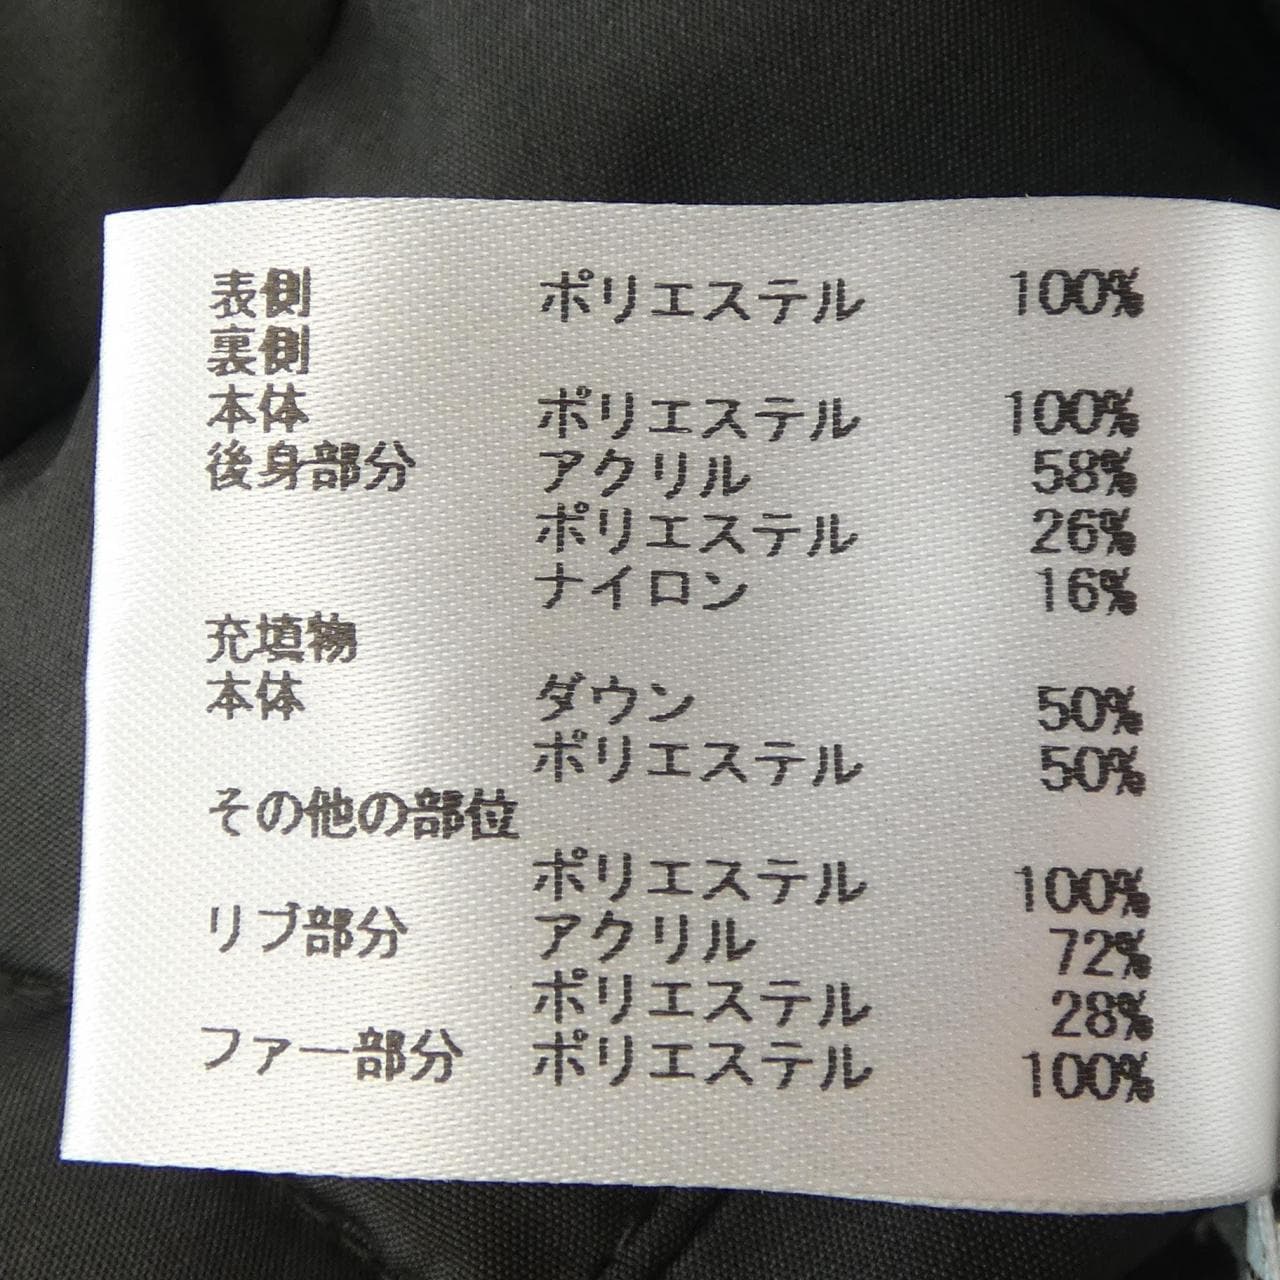 表側 ポリエステル 100%
裏側
本体 ポリエステル 100%
後身部分 アクリル 58%
ポリエステル 26%
ナイロン 16%
充填物
本体 ダウン 50%
ポリエステル 50%
その他の部位
ポリエステル 100%
リブ部分 アクリル 72%
ポリエステル 28%
ファー部分 ポリエステル 100%